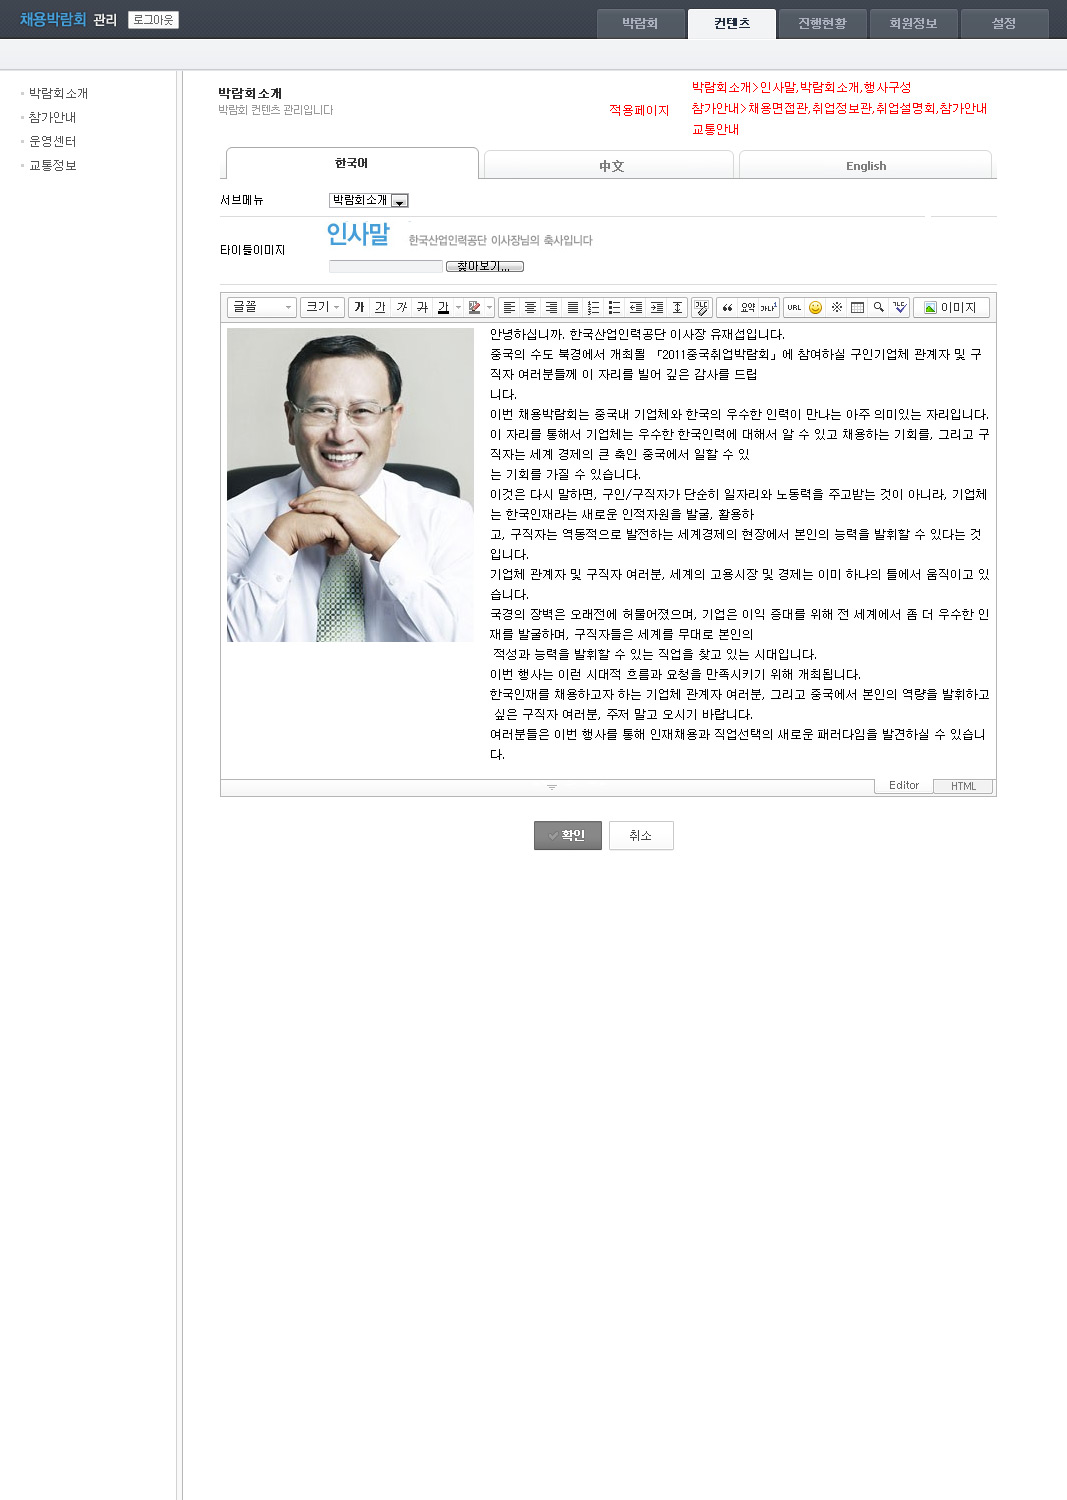 채용박람회 관리 로그아웃
박람회 컨텐츠 진행현황 회원정보 설정
박람회소개
참가안내
운영센터
교통정보
박람회소개
박람회 컨텐츠 관리입니다
적용페이지
박람회소개>인사말,박람회소개,행사구성
참가안내>채용면접관,취업정보관,취업설명회,참가안내
교통안내
한국어 中文 English
서브메뉴 박람회소개
타이틀이미지
인사말 한국산업인력공단 이사장님의 축사입니다
찾아보기...
글꼴 크기 가 가 가 가 가 URL 요약 이미지
안녕하십니까. 한국산업인력공단 이사장 유재섭입니다.
중국의 수도 북경에서 개최될 「2011중국취업박람회」에 참여하실 구인기업체 관계자 및 구
직자 여러분들께 이 자리를 빌어 깊은 감사를 드립
니다.
이번 채용박람회는 중국내 기업체와 한국의 우수한 인력이 만나는 아주 의미있는 자리입니다.
이 자리를 통해서 기업체는 우수한 한국인력에 대해서 알 수 있고 채용하는 기회를, 그리고 구
직자는 세계 경제의 큰 축인 중국에서 일할 수 있
는 기회를 가질 수 있습니다.
이것은 다시 말하면, 구인/구직자가 단순히 일자리와 노동력을 주고받는 것이 아니라, 기업체
는 한국인재라는 새로운 인적자원을 발굴, 활용하
고, 구직자는 역동적으로 발전하는 세계경제의 현장에서 본인의 능력을 발휘할 수 있다는 것
입니다.
기업체 관계자 및 구직자 여러분, 세계의 고용시장 및 경제는 이미 하나의 틀에서 움직이고 있
습니다.
국경의 장벽은 오래전에 허물어졌으며, 기업은 이익 증대를 위해 전 세계에서 좀 더 우수한 인
재를 발굴하며, 구직자들은 세계를 무대로 본인의
적성과 능력을 발휘할 수 있는 직업을 찾고 있는 시대입니다.
이번 행사는 이런 시대적 흐름과 요청을 만족시키기 위해 개최됩니다.
한국인재를 채용하고자 하는 기업체 관계자 여러분, 그리고 중국에서 본인의 역량을 발휘하고
싶은 구직자 여러분, 주저 말고 오시기 바랍니다.
여러분들은 이번 행사를 통해 인재채용과 직업선택의 새로운 패러다임을 발견하실 수 있습니
다.
Editor HTML
확인 취소